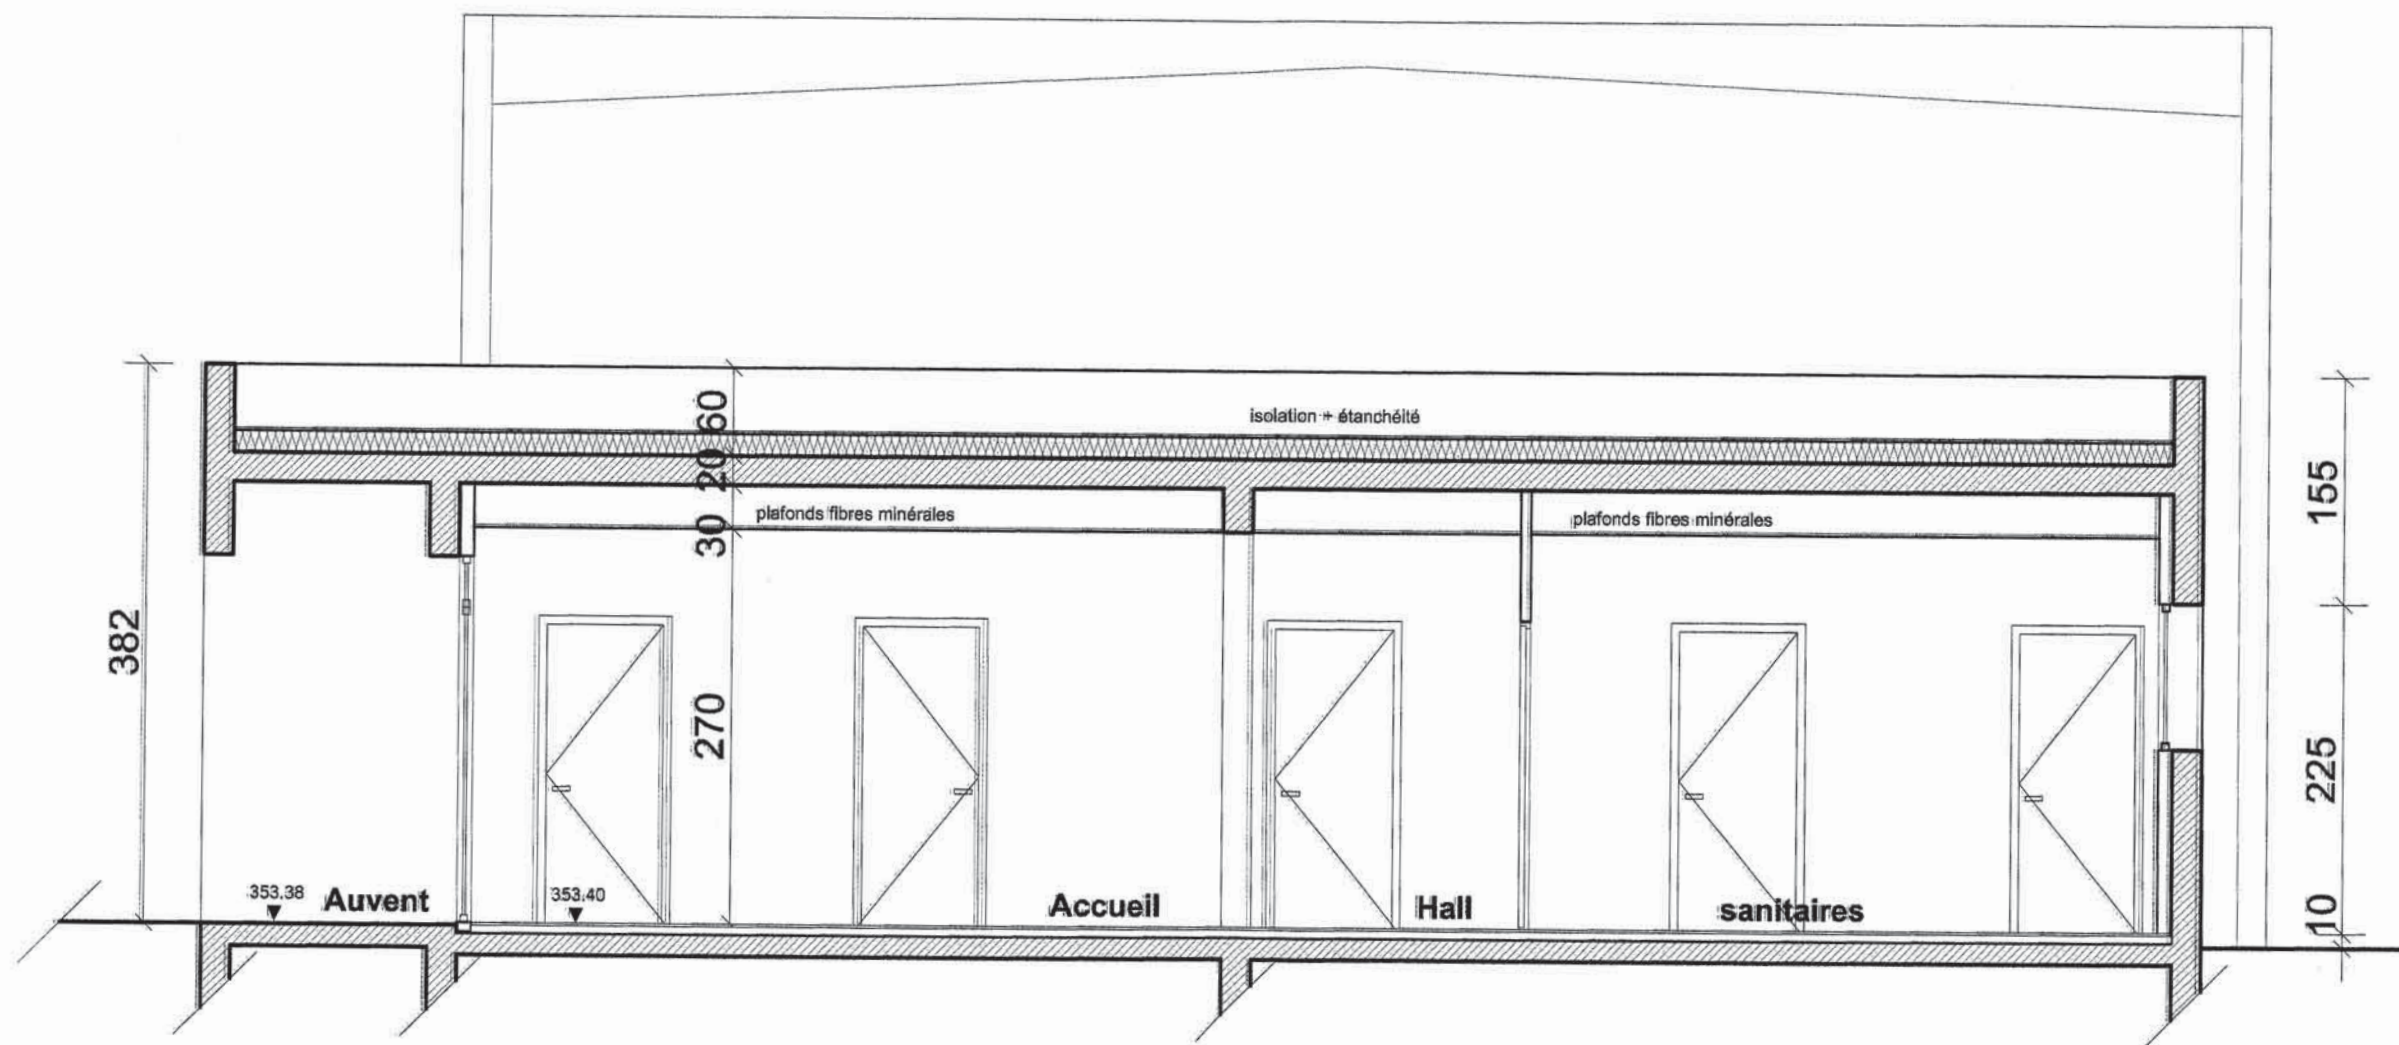 isolation + étanchéité
60
20
30
270
plafonds fibres minérales
plafonds fibres minérales
382
155
225
10
353,38
Auvent
353,40
Accueil
Hall
sanitaires